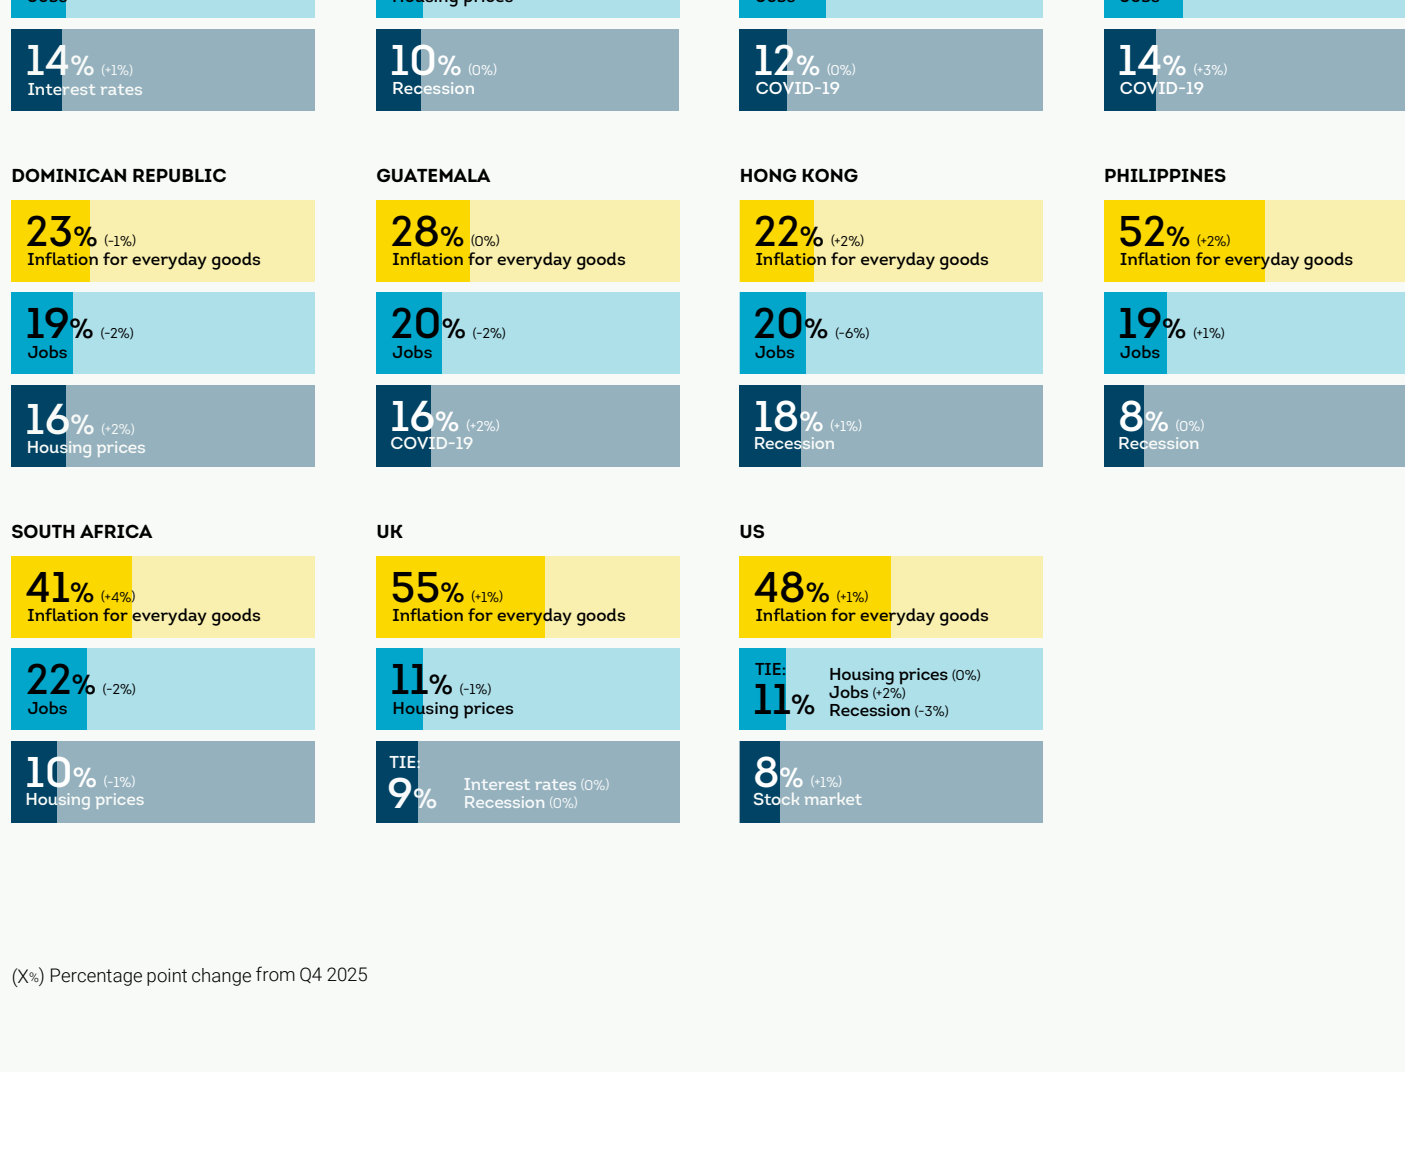 Jobs
Housing prices
Jobs
Jobs
14% (+1%)
Interest rates
10% (0%)
Recession
12% (0%)
COVID-19
14% (+3%)
COVID-19
DOMINICAN REPUBLIC
23% (-1%)
Inflation for everyday goods
19% (-2%)
Jobs
16% (+2%)
Housing prices
GUATEMALA
28% (0%)
Inflation for everyday goods
20% (-2%)
Jobs
16% (+2%)
COVID-19
HONG KONG
22% (+2%)
Inflation for everyday goods
20% (-6%)
Jobs
18% (+1%)
Recession
PHILIPPINES
52% (+2%)
Inflation for everyday goods
19% (+1%)
Jobs
8% (0%)
Recession
SOUTH AFRICA
41% (+4%)
Inflation for everyday goods
22% (-2%)
Jobs
10% (-1%)
Housing prices
UK
55% (+1%)
Inflation for everyday goods
11% (-1%)
Housing prices
TIE:
9%
Interest rates (0%)
Recession (0%)
US
48% (+1%)
Inflation for everyday goods
TIE:
11%
Housing prices (0%)
Jobs (+2%)
Recession (-3%)
8% (+1%)
Stock market
(X%) Percentage point change from Q4 2025